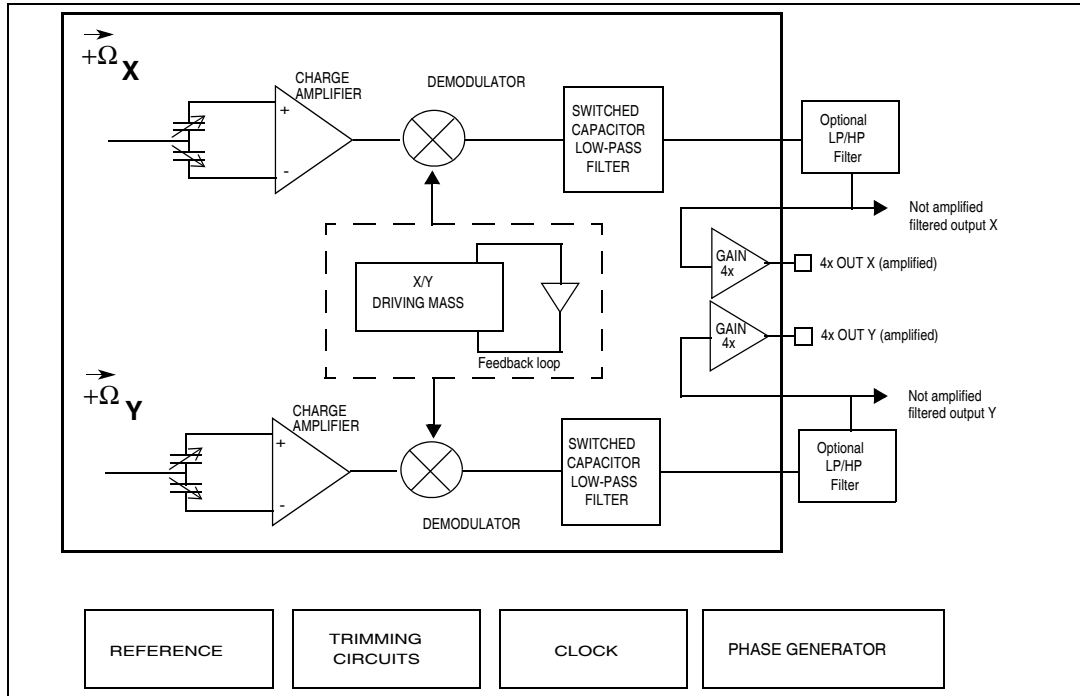 +Ω X
CHARGE
AMPLIFIER
+
-
DEMODULATOR
SWITCHED
CAPACITOR
LOW-PASS
FILTER
Optional
LP/HP
Filter
Not amplified
filtered output X
GAIN
4x
4x OUT X (amplified)
X/Y
DRIVING MASS
Feedback loop
GAIN
4x
4x OUT Y (amplified)
Not amplified
filtered output Y
+Ω Y
CHARGE
AMPLIFIER
+
-
DEMODULATOR
SWITCHED
CAPACITOR
LOW-PASS
FILTER
Optional
LP/HP
Filter
REFERENCE
TRIMMING
CIRCUITS
CLOCK
PHASE GENERATOR